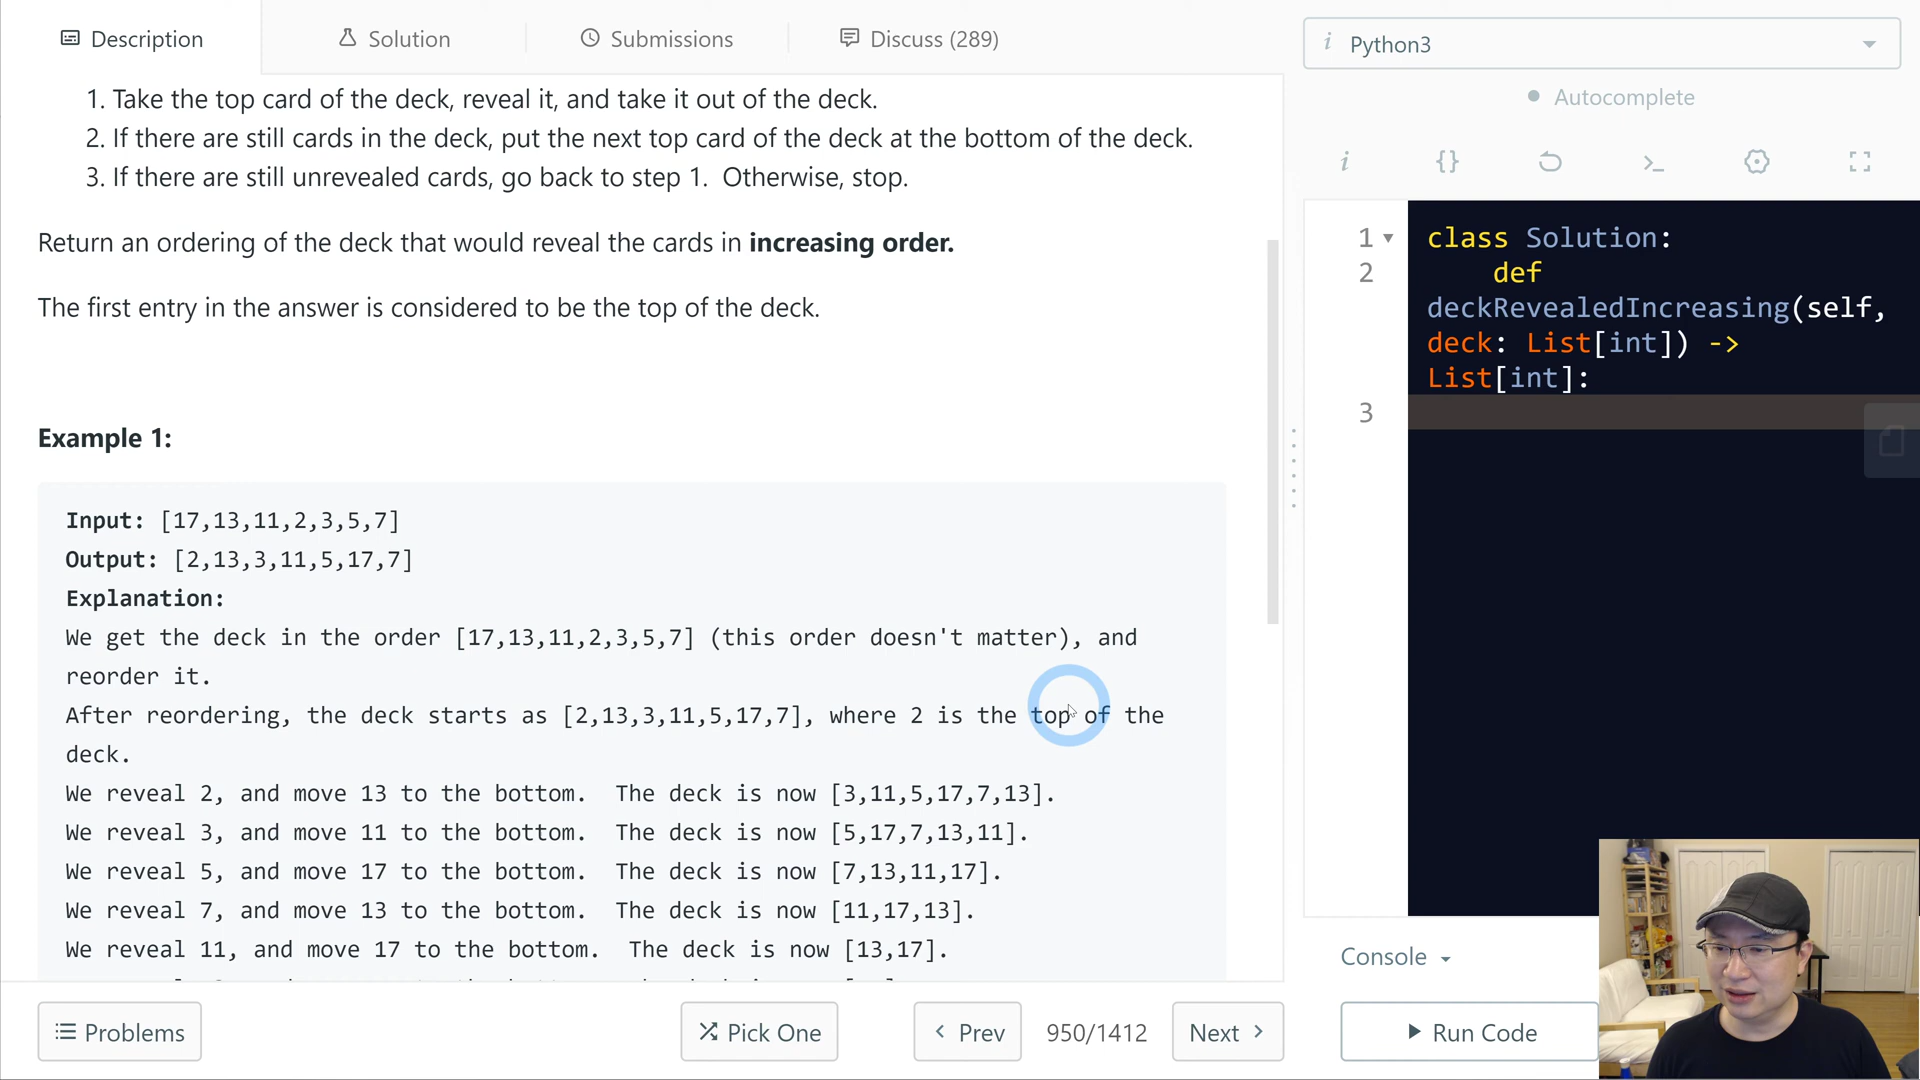 Description
Solution
Submissions
Discuss (289)
1. Take the top card of the deck, reveal it, and take it out of the deck.
2. If there are still cards in the deck, put the next top card of the deck at the bottom of the deck.
3. If there are still unrevealed cards, go back to step 1.  Otherwise, stop.
Return an ordering of the deck that would reveal the cards in increasing order.
The first entry in the answer is considered to be the top of the deck.
Example 1:
Input: [17,13,11,2,3,5,7]
Output: [2,13,3,11,5,17,7]
Explanation:
We get the deck in the order [17,13,11,2,3,5,7] (this order doesn't matter), and
reorder it.
After reordering, the deck starts as [2,13,3,11,5,17,7], where 2 is the top of the
deck.
We reveal 2, and move 13 to the bottom.  The deck is now [3,11,5,17,7,13].
We reveal 3, and move 11 to the bottom.  The deck is now [5,17,7,13,11].
We reveal 5, and move 17 to the bottom.  The deck is now [7,13,11,17].
We reveal 7, and move 13 to the bottom.  The deck is now [11,17,13].
We reveal 11, and move 17 to the bottom.  The deck is now [13,17].
Problems
Pick One
Prev
950/1412
Next
i Python3
Autocomplete
i {} >_
1 class Solution:
2 def
deckRevealedIncreasing(self,
deck: List[int]) ->
List[int]:
3
Console
Run Code